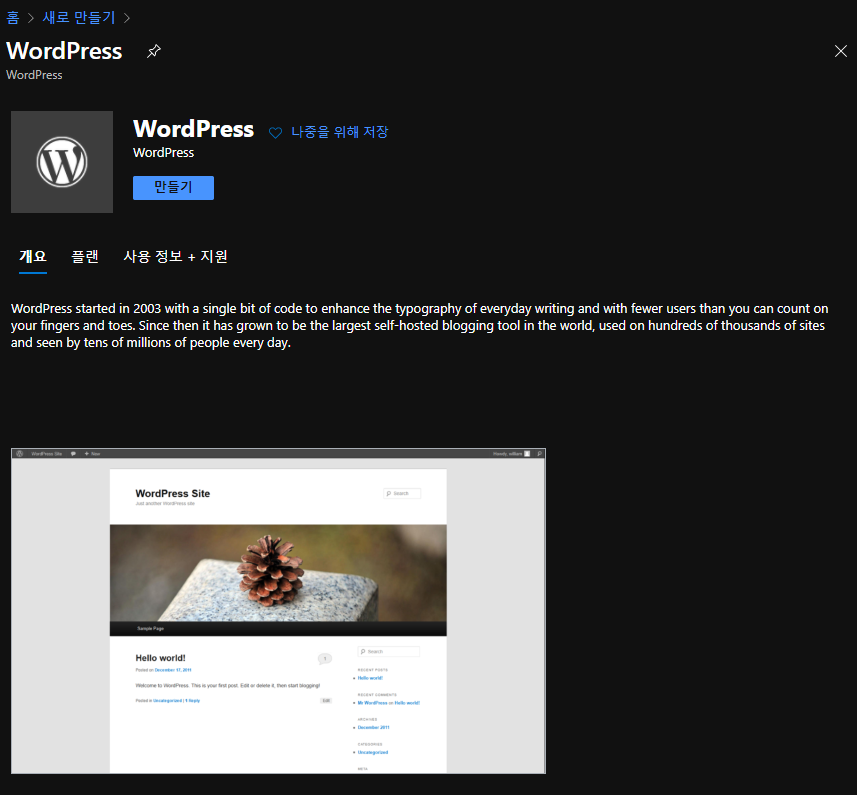 홈 > 새로 만들기 >
WordPress
WordPress
WordPress 나중을 위해 저장
WordPress
만들기
개요 플랜 사용 정보 + 지원
WordPress started in 2003 with a single bit of code to enhance the typography of everyday writing and with fewer users than you can count on
your fingers and toes. Since then it has grown to be the largest self-hosted blogging tool in the world, used on hundreds of thousands of sites
and seen by tens of millions of people every day.
WordPress Site + New Howdy, william
WordPress Site
Just another WordPress site
Search
Sample Page
Hello world!
Posted on December 17, 2011
Welcome to WordPress. This is your first post. Edit or delete it, then start blogging!
Posted in Uncategorized | 1 Reply Edit
Search
RECENT POSTS
Hello world!
RECENT COMMENTS
Mr WordPress on Hello world!
ARCHIVES
December 2011
CATEGORIES
Uncategorized
META